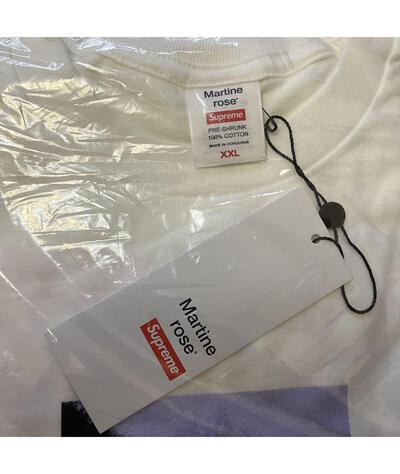 Martine
rose®
Supreme
PRE-SHRUNK
100% COTTON
MADE IN HONDURAS
XXL
Martine
rose®
Supreme